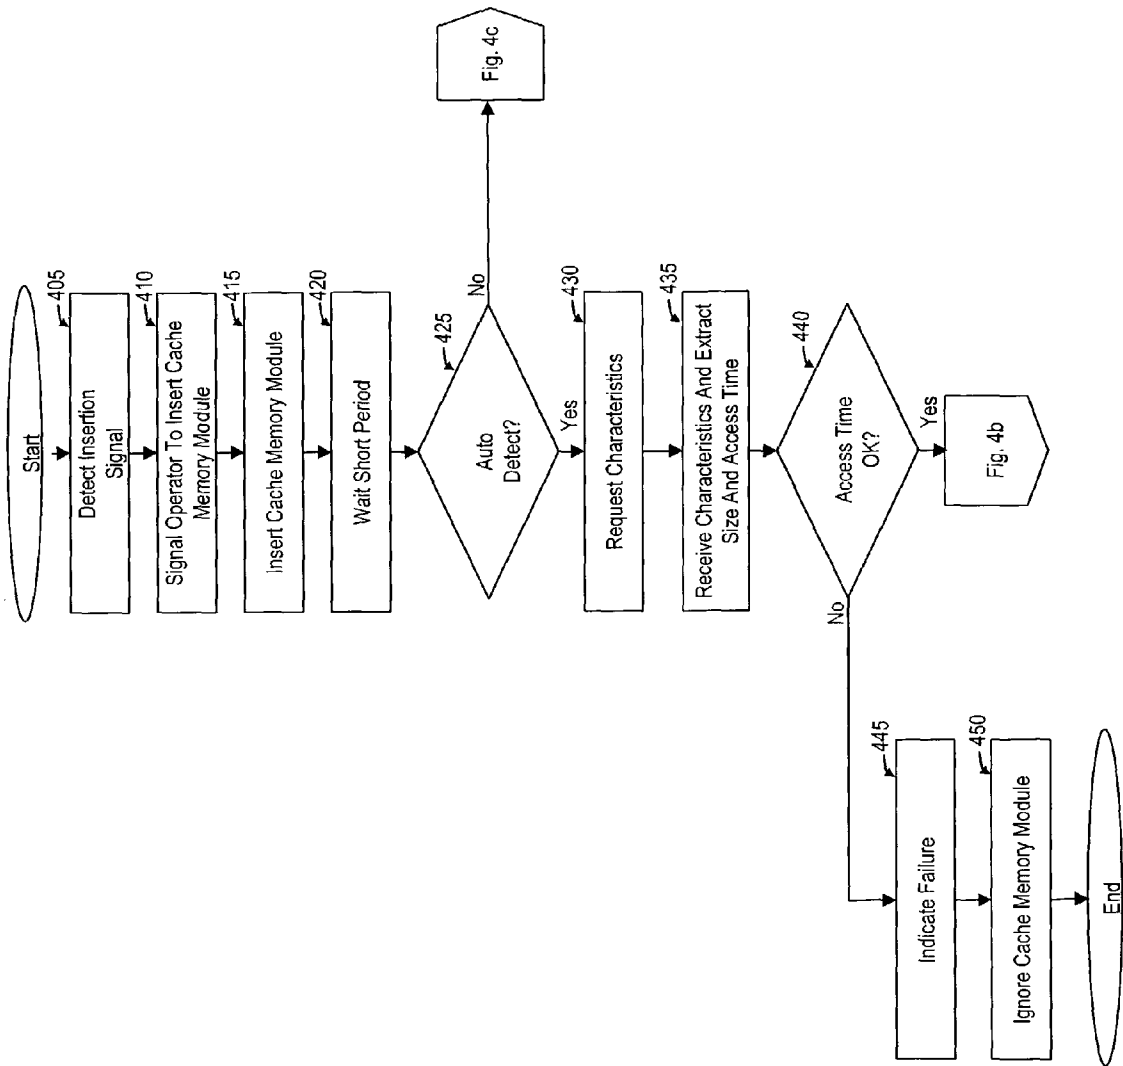 Start
405
Detect Insertion
Signal
410
Signal Operator To Insert Cache
Memory Module
415
Insert Cache Memory Module
420
Wait Short Period
425
Auto
Detect?
No
Fig. 4c
Yes
430
Request Characteristics
435
Receive Characteristics And Extract
Size And Access Time
440
Access Time
OK?
Yes
Fig. 4b
No
445
Indicate Failure
450
Ignore Cache Memory Module
End